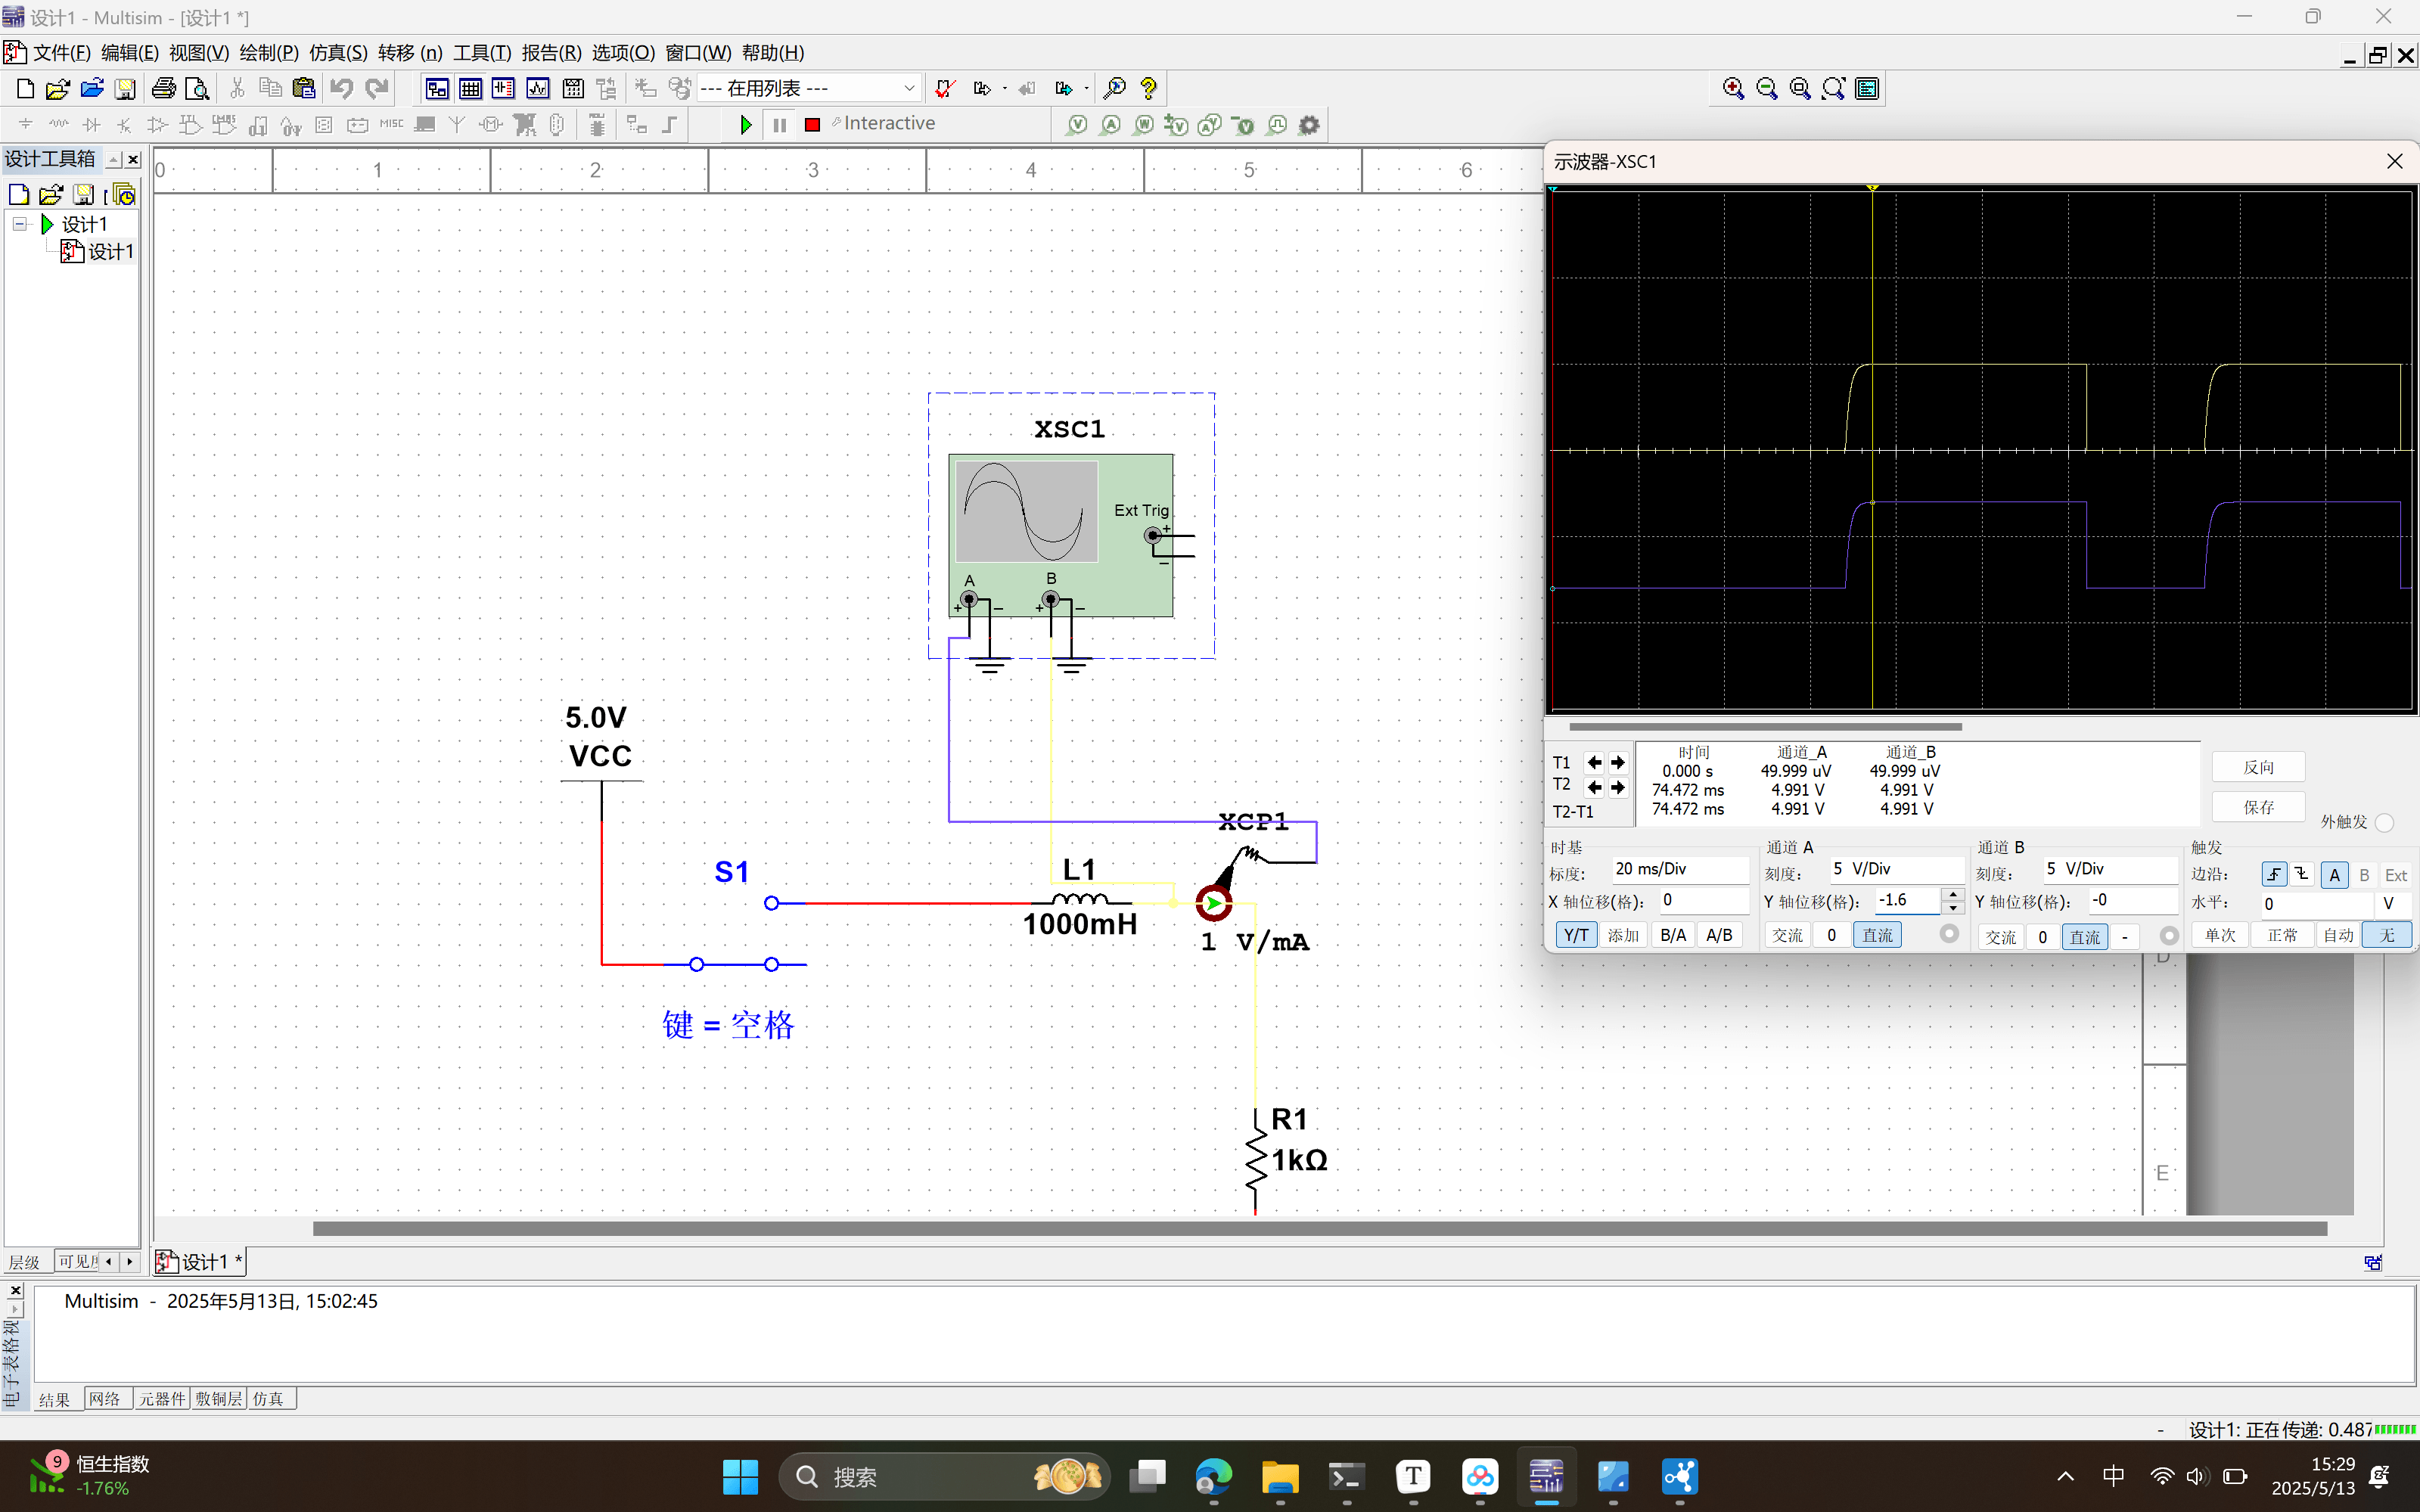 设计1 - Multisim - [设计1 *]
文件(F) 编辑(E) 视图(V) 绘制(P) 仿真(S) 转移 (n) 工具(T) 报告(R) 选项(O) 窗口(W) 帮助(H)
--- 在用列表 ---
MISC
Interactive
设计工具箱
设计1
设计1
0 1 2 3 4 5 6
XSC1
Ext Trig
+
−
A
B
+ − + −
5.0V
VCC
S1
键 = 空格
L1
1000mH
XCP1
1 V/mA
R1
1kΩ
D
E
示波器-XSC1
T1
T2
T2-T1
时间 通道_A 通道_B
0.000 s 49.999 uV 49.999 uV
74.472 ms 4.991 V 4.991 V
74.472 ms 4.991 V 4.991 V
反向
保存
外触发
时基
标度: 20 ms/Div
X 轴位移(格): 0
Y/T 添加 B/A A/B
通道 A
刻度: 5 V/Div
Y 轴位移(格): -1.6
交流 0 直流
通道 B
刻度: 5 V/Div
Y 轴位移(格): -0
交流 0 直流 -
触发
边沿: A B Ext
水平: 0 V
单次 正常 自动 无
层级
设计1 *
Multisim - 2025年5月13日, 15:02:45
电子表格视
结果 网络 元器件 敷铜层 仿真
- 设计1: 正在传递: 0.487
9
恒生指数
-1.76%
搜索
T
中
15:29
2025/5/13